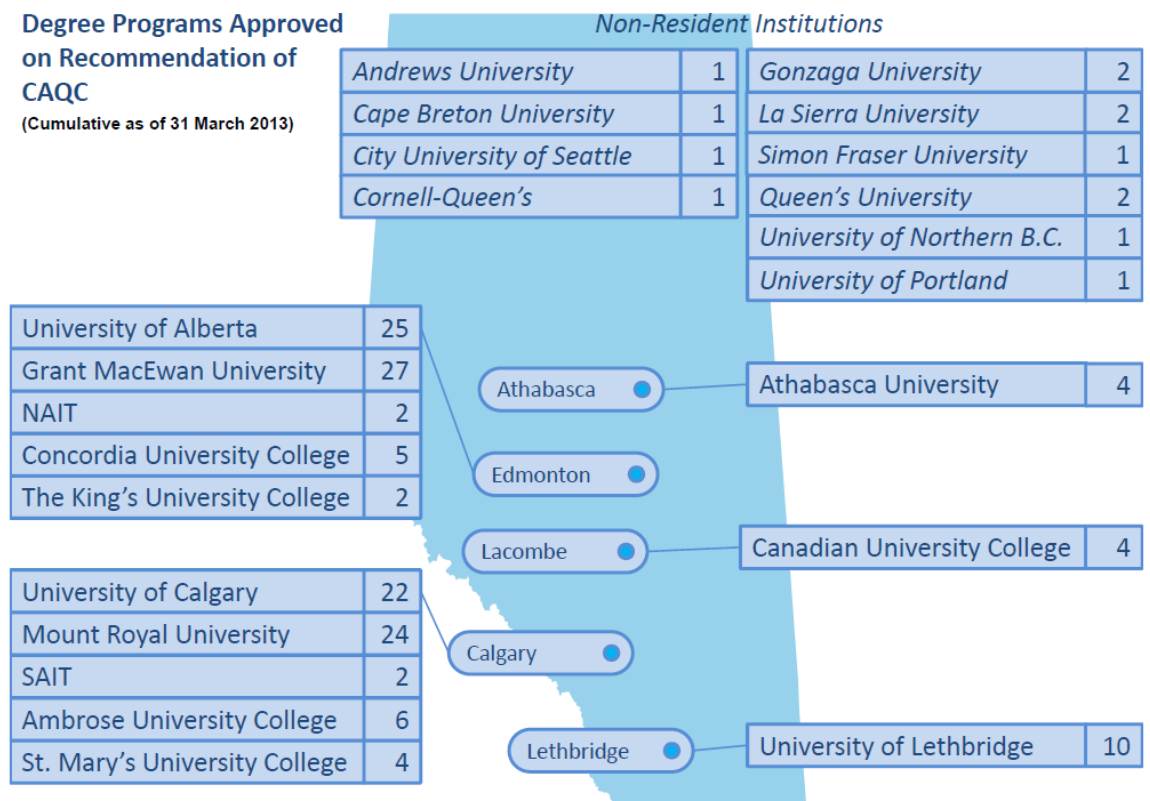 Degree Programs Approved
on Recommendation of
CAQC
(Cumulative as of 31 March 2013)
Non-Resident Institutions
Andrews University 1
Cape Breton University 1
City University of Seattle 1
Cornell-Queen's 1
Gonzaga University 2
La Sierra University 2
Simon Fraser University 1
Queen's University 2
University of Northern B.C. 1
University of Portland 1
University of Alberta 25
Grant MacEwan University 27
NAIT 2
Concordia University College 5
The King's University College 2
Athabasca
Athabasca University 4
Edmonton
Lacombe
Canadian University College 4
University of Calgary 22
Mount Royal University 24
SAIT 2
Ambrose University College 6
St. Mary's University College 4
Calgary
Lethbridge
University of Lethbridge 10